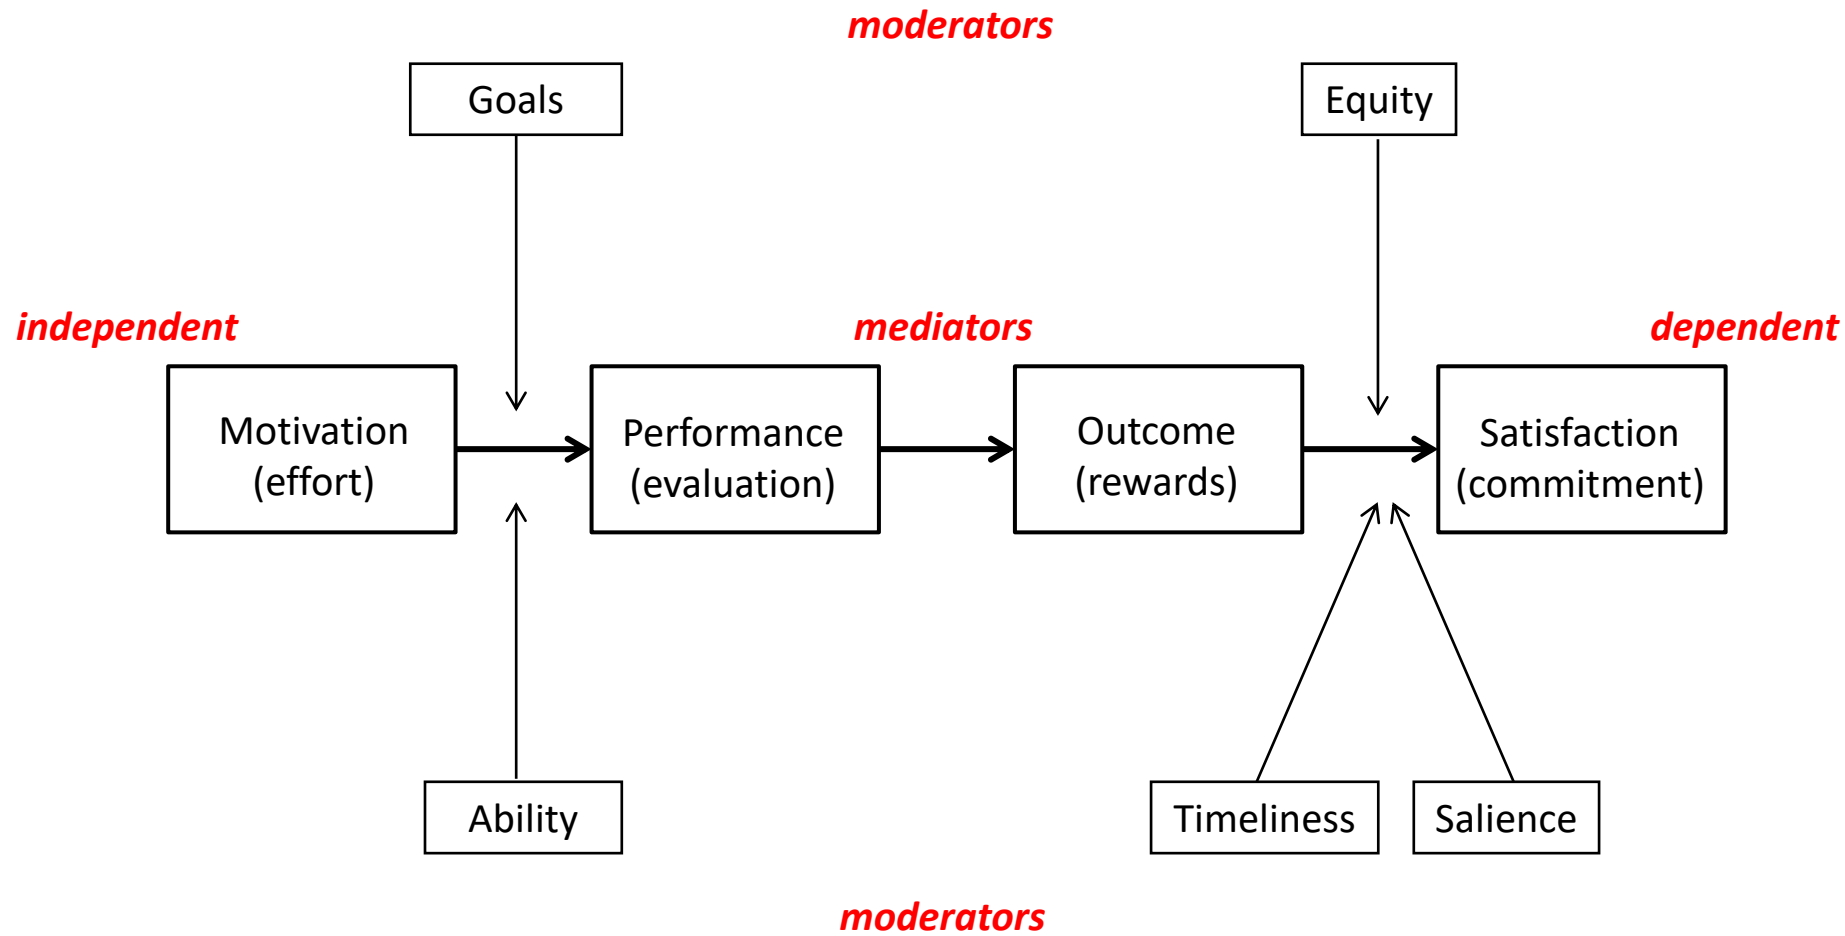 moderators
Goals
Equity
independent
mediators
dependent
Motivation
(effort)
Performance
(evaluation)
Outcome
(rewards)
Satisfaction
(commitment)
Ability
Timeliness
Salience
moderators